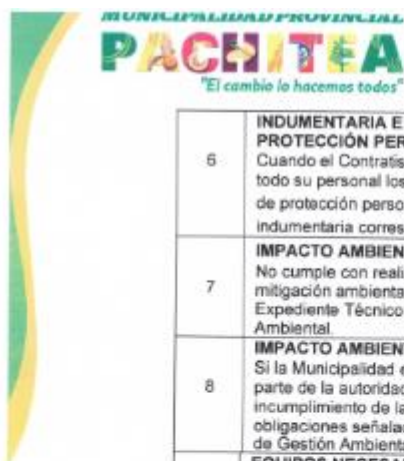 MUNICIPALIDAD PROVINCIAL
PACHITEA
"El cambio lo hacemos todos"
INDUMENTARIA E
PROTECCIÓN PER
6
Cuando el Contratis
todo su personal los
de protección perso
indumentaria corres
IMPACTO AMBIEN
No cumple con reali
7
mitigación ambienta
Expediente Técnico
Ambiental.
IMPACTO AMBIEN
Si la Municipalidad e
8
parte de la autoridad
incumplimiento de la
obligaciones señalad
de Gestión Ambienta
EQUIPOS NECESA